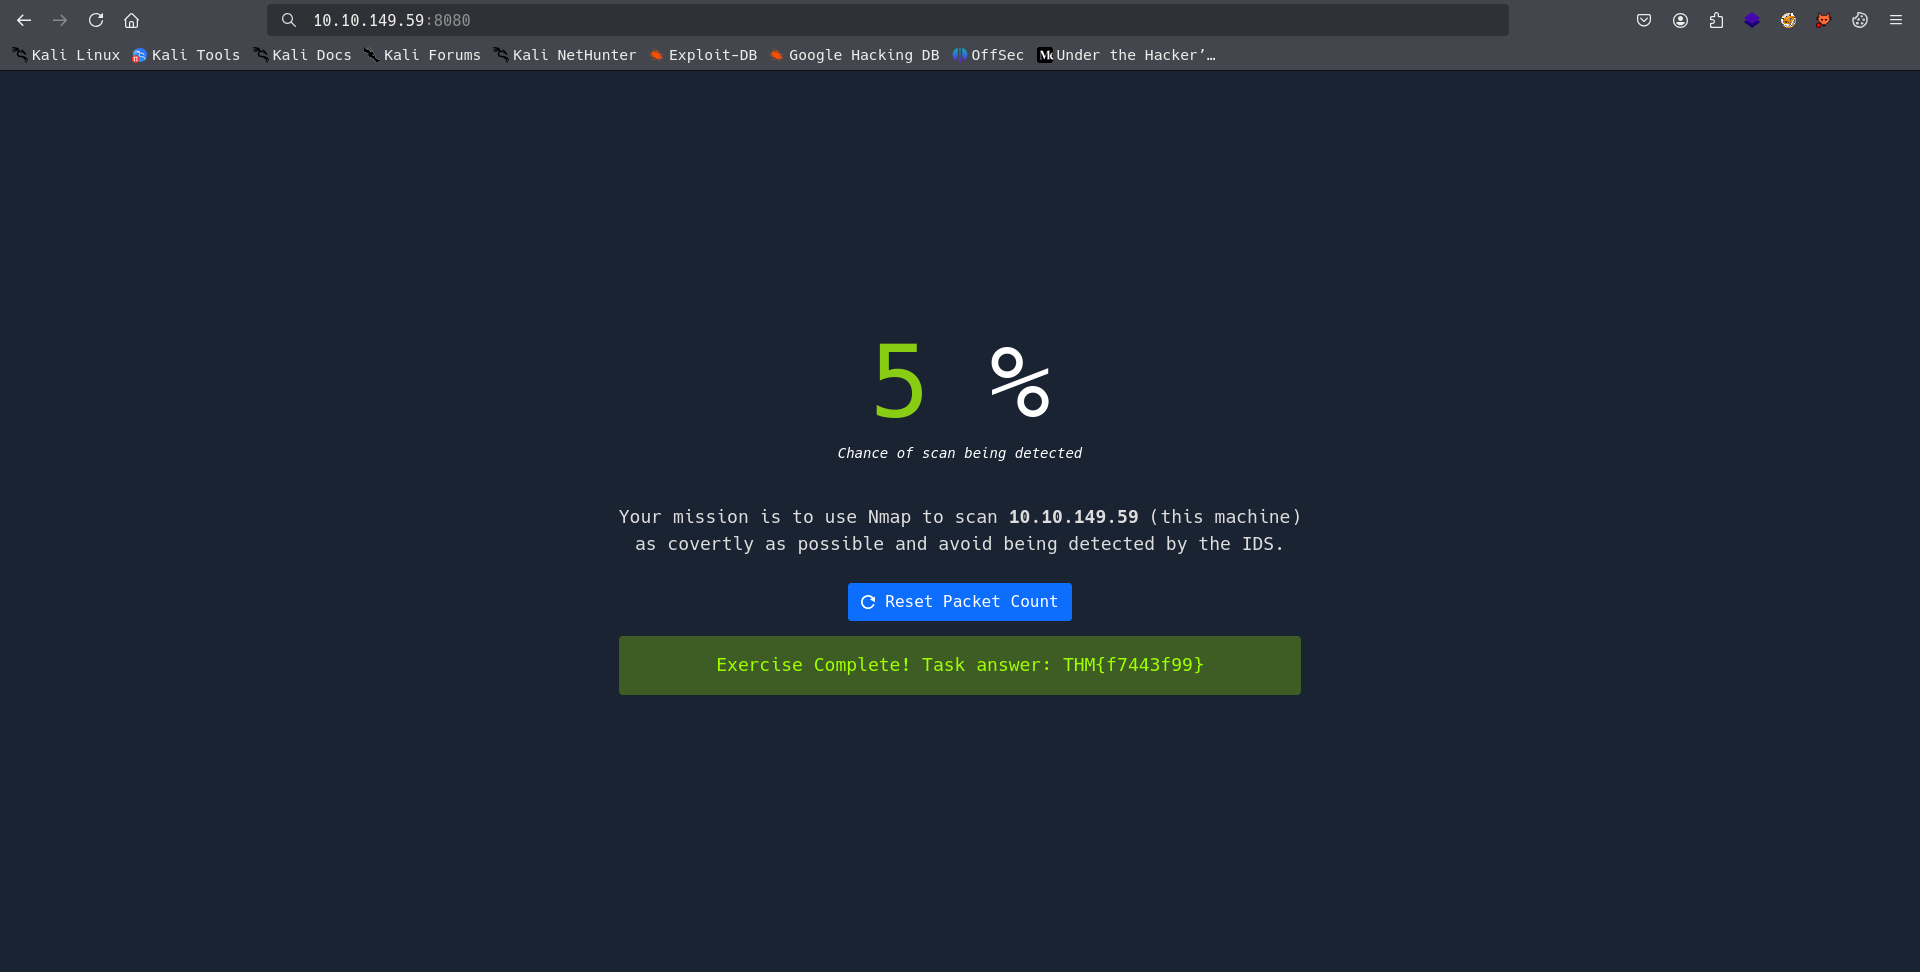 10.10.149.59:8080
Kali Linux Kali Tools Kali Docs Kali Forums Kali NetHunter Exploit-DB Google Hacking DB OffSec Under the Hacker’…
5 %
Chance of scan being detected
Your mission is to use Nmap to scan 10.10.149.59 (this machine)
as covertly as possible and avoid being detected by the IDS.
Reset Packet Count
Exercise Complete! Task answer: THM{f7443f99}